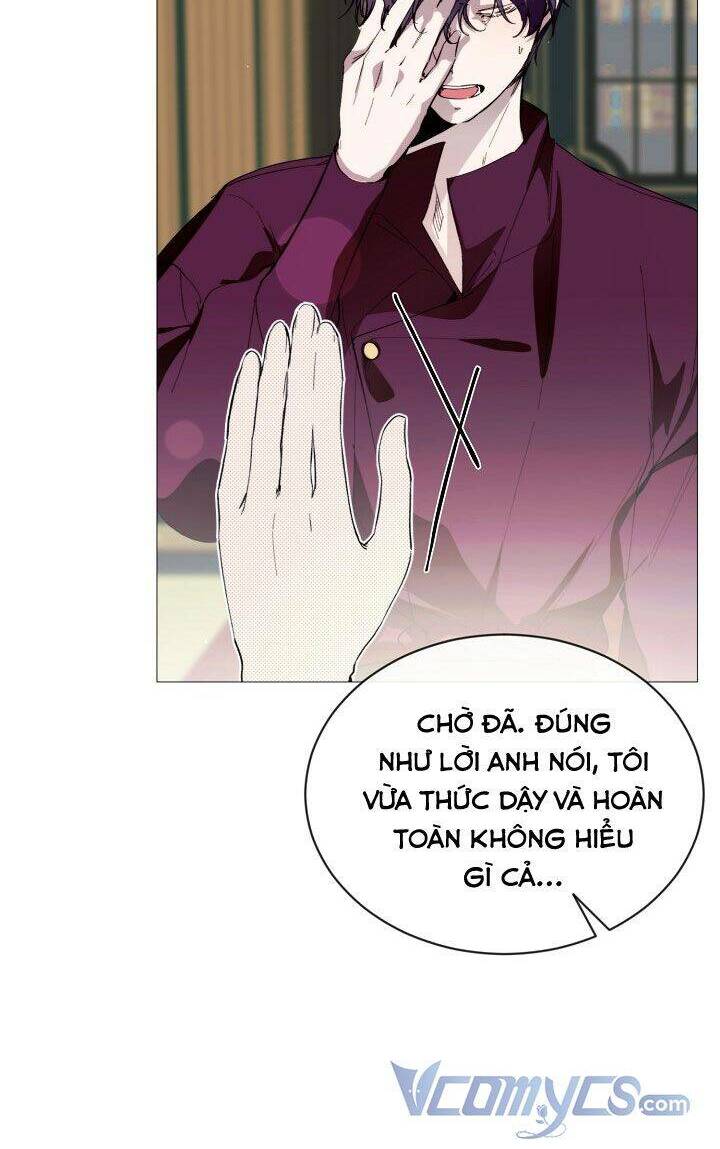 CHỜ ĐÃ. ĐÚNG
NHƯ LỜI ANH NÓI, TÔI
VỪA THỨC DẬY VÀ HOÀN
TOÀN KHÔNG HIỂU
GÌ CẢ...
VCOMYCS.com